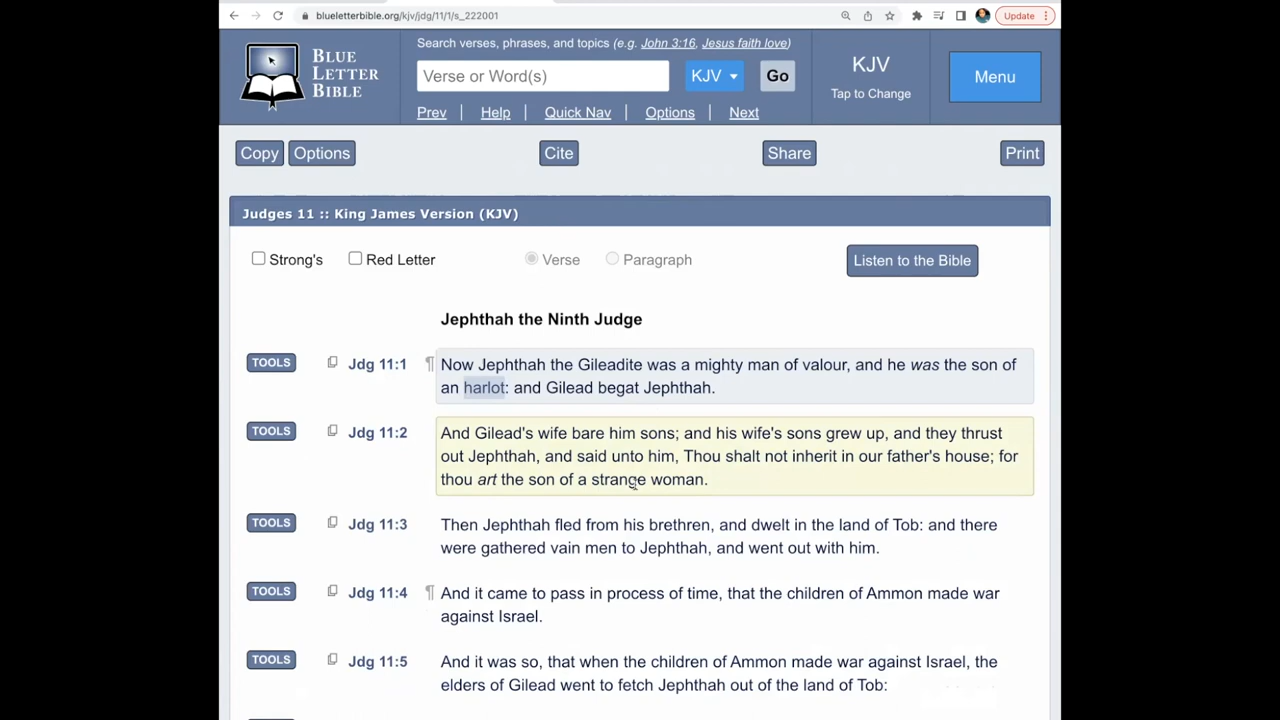 blueletterbible.org/kjv/jdg/11/1/s_222001
Update
BLUE
LETTER
BIBLE
Search verses, phrases, and topics (e.g. John 3:16, Jesus faith love)
Verse or Word(s)
KJV
Go
KJV
Tap to Change
Menu
Prev | Help | Quick Nav | Options | Next
Copy
Options
Cite
Share
Print
Judges 11 :: King James Version (KJV)
Strong's
Red Letter
Verse
Paragraph
Listen to the Bible
Jephthah the Ninth Judge
TOOLS Jdg 11:1 ¶ Now Jephthah the Gileadite was a mighty man of valour, and he was the son of
an harlot: and Gilead begat Jephthah.
TOOLS Jdg 11:2 And Gilead's wife bare him sons; and his wife's sons grew up, and they thrust
out Jephthah, and said unto him, Thou shalt not inherit in our father's house; for
thou art the son of a strange woman.
TOOLS Jdg 11:3 Then Jephthah fled from his brethren, and dwelt in the land of Tob: and there
were gathered vain men to Jephthah, and went out with him.
TOOLS Jdg 11:4 ¶ And it came to pass in process of time, that the children of Ammon made war
against Israel.
TOOLS Jdg 11:5 And it was so, that when the children of Ammon made war against Israel, the
elders of Gilead went to fetch Jephthah out of the land of Tob: